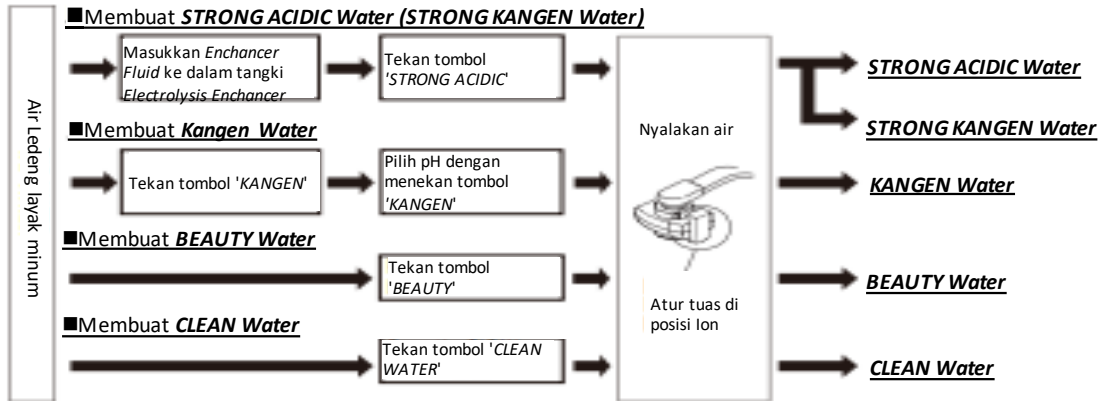 Air Ledeng layak minum
■Membuat STRONG ACIDIC Water (STRONG KANGEN Water)
Masukkan Enchancer
Fluid ke dalam tangki
Electrolysis Enchancer
Tekan tombol
'STRONG ACIDIC'
■Membuat Kangen Water
Tekan tombol 'KANGEN'
Pilih pH dengan
menekan tombol
'KANGEN'
■Membuat BEAUTY Water
Tekan tombol
'BEAUTY'
■Membuat CLEAN Water
Tekan tombol 'CLEAN
WATER'
Nyalakan air
Atur tuas di
posisi Ion
STRONG ACIDIC Water
STRONG KANGEN Water
KANGEN Water
BEAUTY Water
CLEAN Water